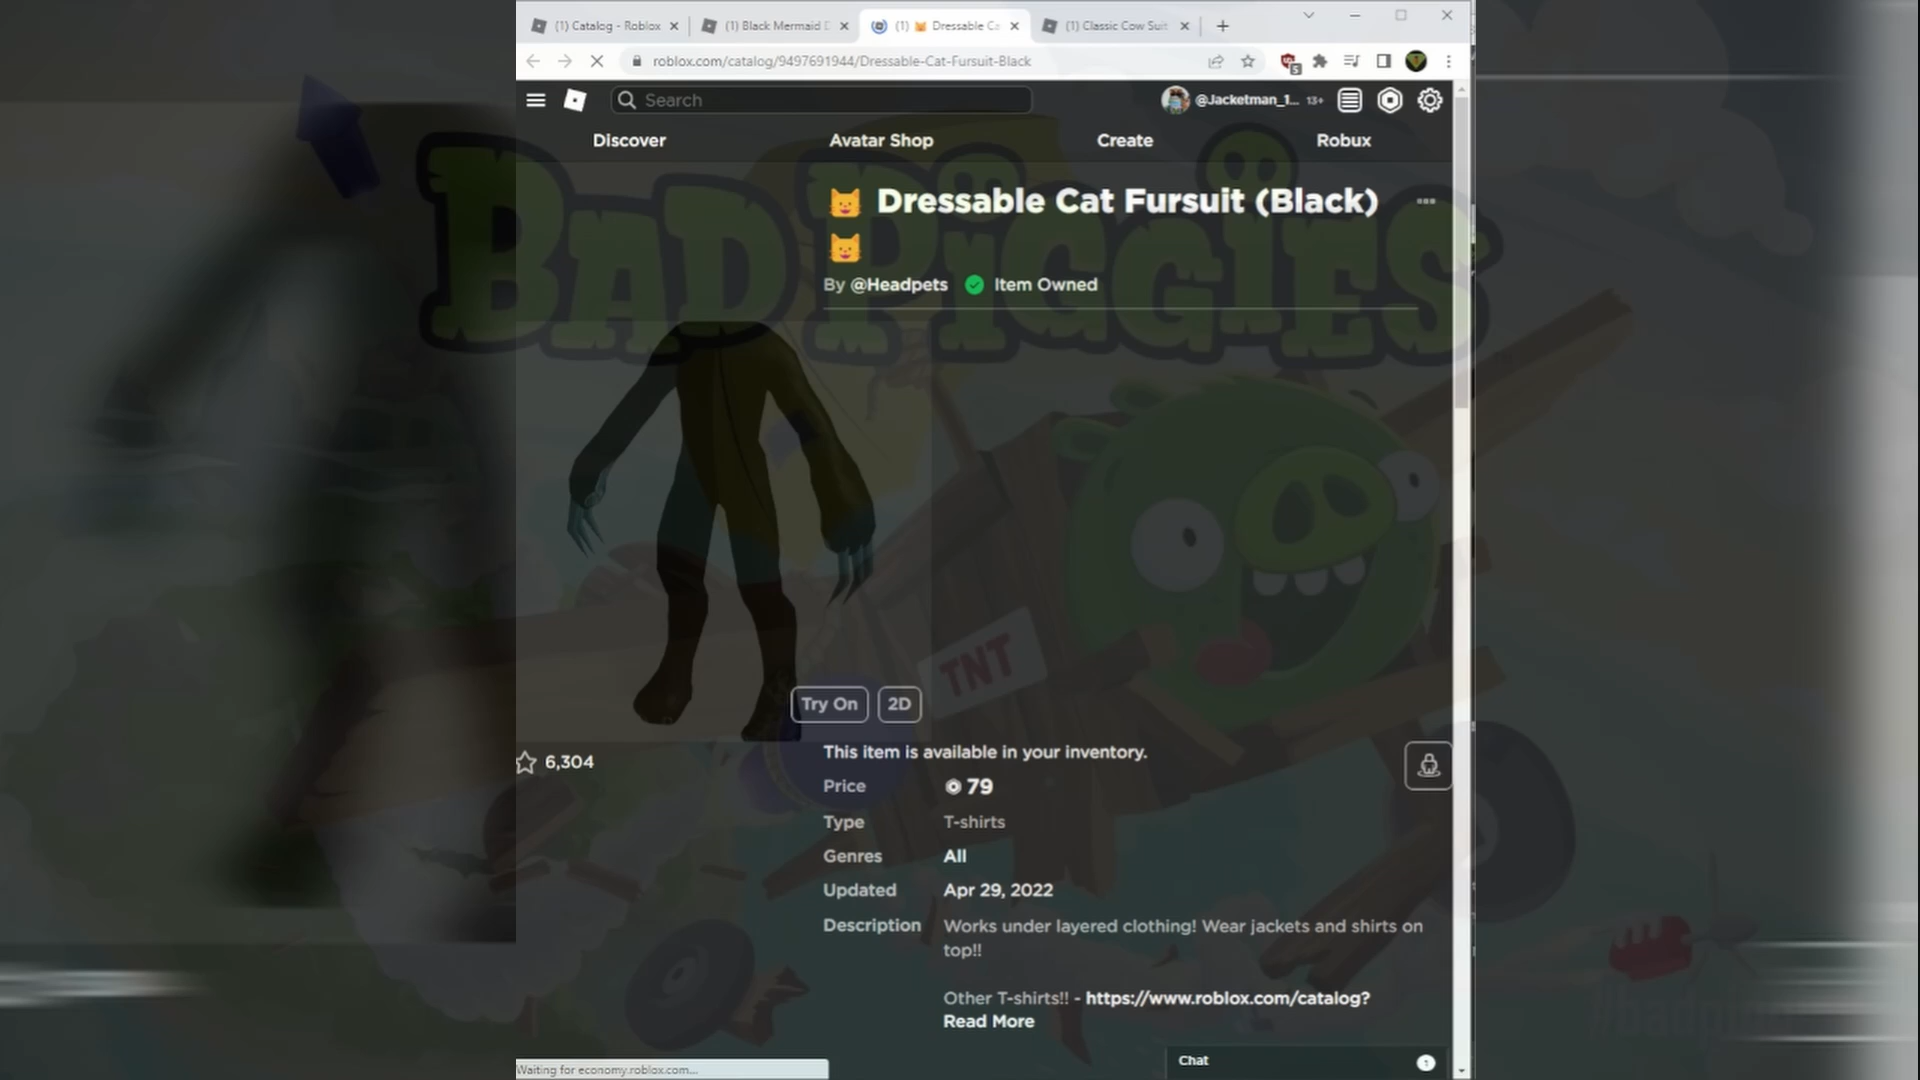 (1) Catalog - Roblox
(1) Black Mermaid D
(1) 😺 Dressable Ca
(1) Classic Cow Suit
roblox.com/catalog/9497691944/Dressable-Cat-Fursuit-Black
5
Search
@Jacketman_1... 13+
Discover
Avatar Shop
Create
Robux
BAD PIGGIES
😺 Dressable Cat Fursuit (Black)
😺
By @Headpets Item Owned
TNT
Try On
2D
This item is available in your inventory.
6,304
Price 79
Type T-shirts
Genres All
Updated Apr 29, 2022
Description Works under layered clothing! Wear jackets and shirts on
top!!
Other T-shirts!! - https://www.roblox.com/catalog?
Read More
Waiting for economy.roblox.com...
Chat